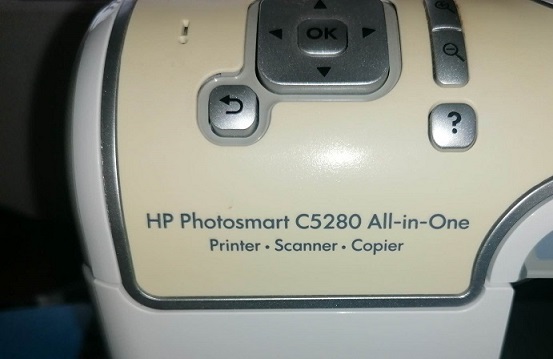 OK
?
HP Photosmart C5280 All-in-One
Printer • Scanner • Copier